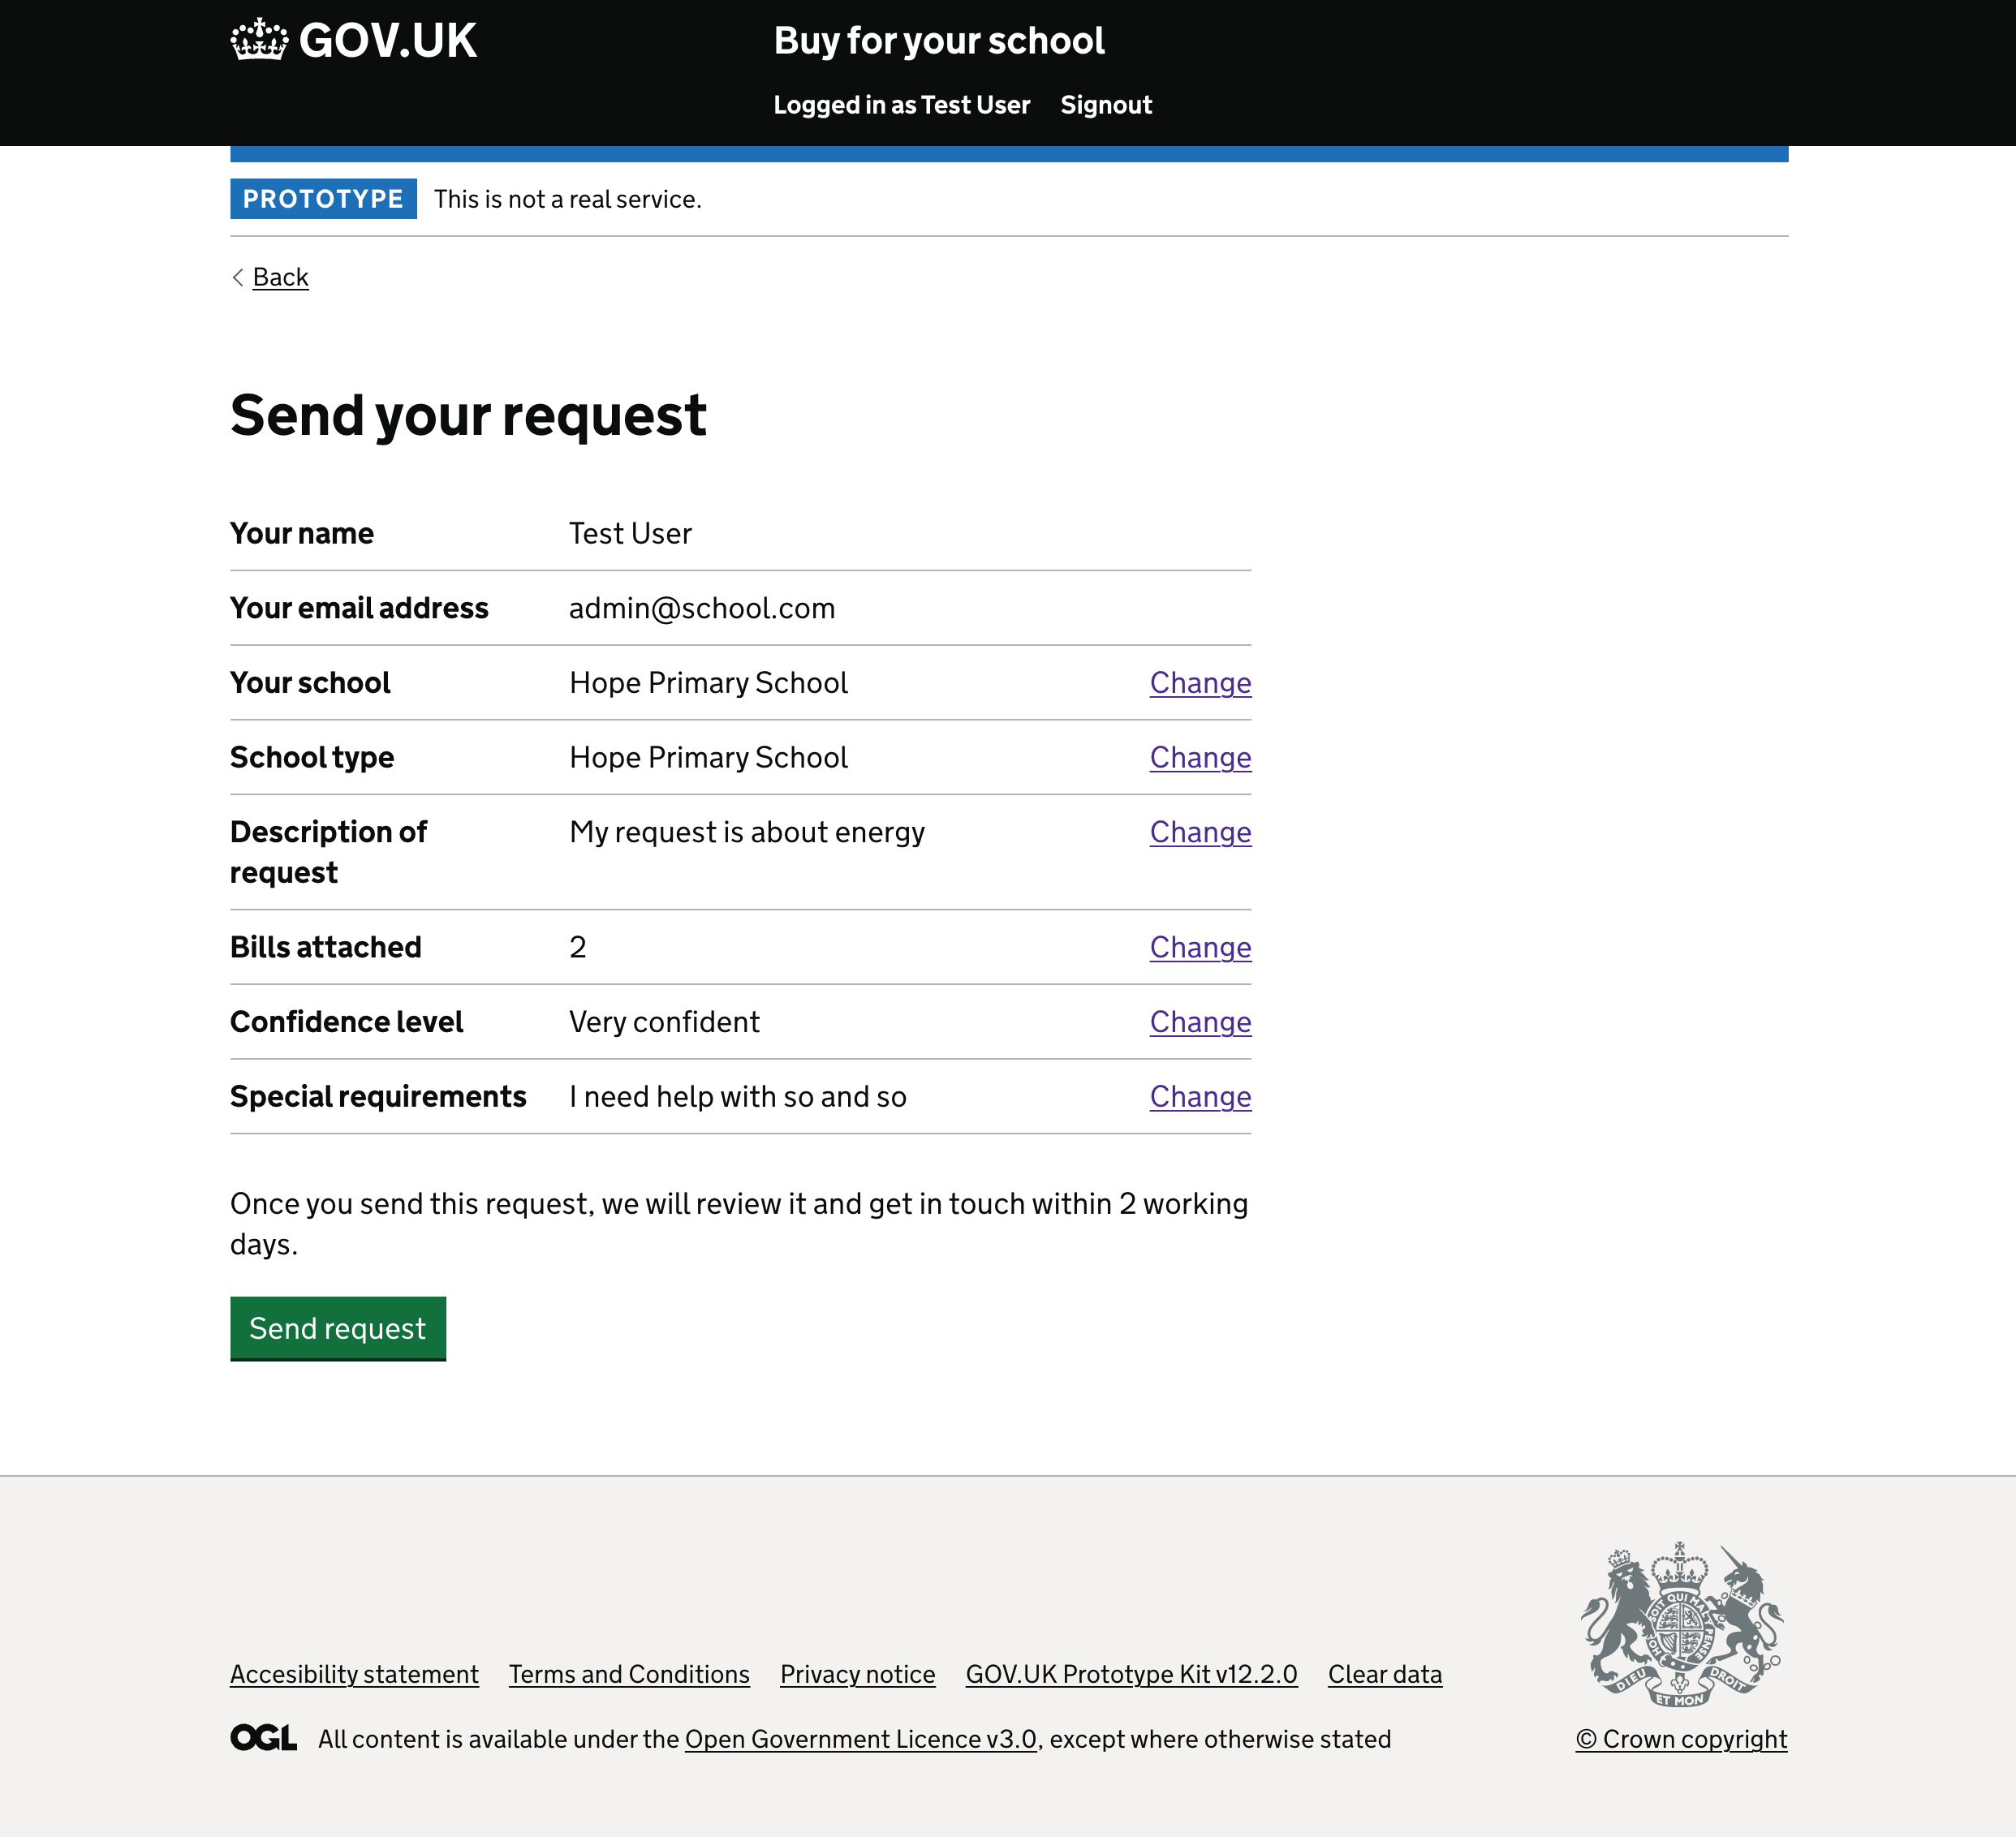 GOV.UK
Buy for your school
Logged in as Test User Signout
PROTOTYPE This is not a real service.
Back
Send your request
Your name Test User
Your email address admin@school.com
Your school Hope Primary School Change
School type Hope Primary School Change
Description of request My request is about energy Change
Bills attached 2 Change
Confidence level Very confident Change
Special requirements I need help with so and so Change
Once you send this request, we will review it and get in touch within 2 working
days.
Send request
Accesibility statement Terms and Conditions Privacy notice GOV.UK Prototype Kit v12.2.0 Clear data
OGL All content is available under the Open Government Licence v3.0, except where otherwise stated
DIEU ET MON DROIT
© Crown copyright